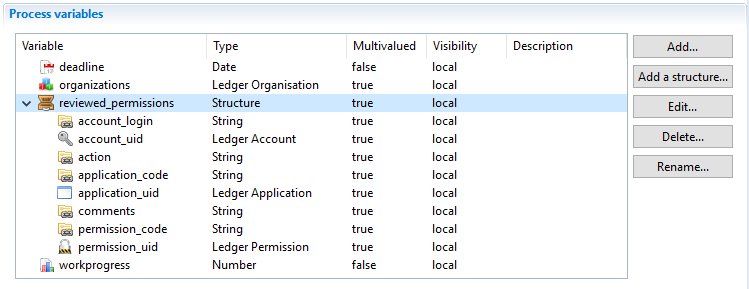 Process variables
Variable Type Multivalued Visibility Description
deadline Date false local
organizations Ledger Organisation true local
reviewed_permissions Structure true local
account_login String true local
account_uid Ledger Account true local
action String true local
application_code String true local
application_uid Ledger Application true local
comments String true local
permission_code String true local
permission_uid Ledger Permission true local
workprogress Number false local
Add...
Add a structure...
Edit...
Delete...
Rename...